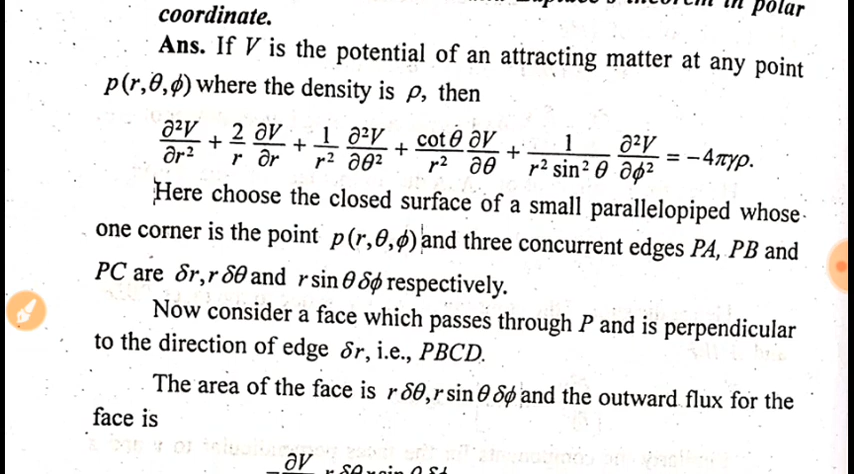 in polar
coordinate.
Ans. If V is the potential of an attracting matter at any point
p(r,θ,ϕ) where the density is ρ, then
∂²V/∂r² + 2/r ∂V/∂r + 1/r² ∂²V/∂θ² + cot θ/r² ∂V/∂θ + 1/(r² sin² θ) ∂²V/∂ϕ² = −4πγρ.
Here choose the closed surface of a small parallelopiped whose
one corner is the point p(r,θ,ϕ) and three concurrent edges PA, PB and
PC are δr, r δθ and r sin θ δϕ respectively.
Now consider a face which passes through P and is perpendicular
to the direction of edge δr, i.e., PBCD.
The area of the face is r δθ, r sin θ δϕ and the outward flux for the
face is
∂V